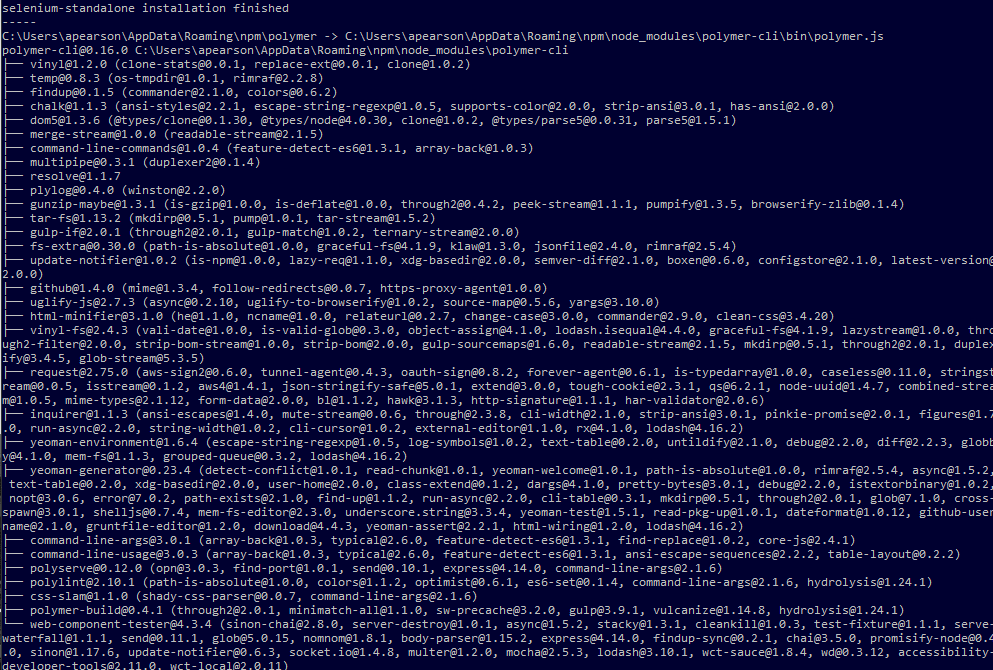 selenium-standalone installation finished
-----
C:\Users\apearson\AppData\Roaming\npm\polymer -> C:\Users\apearson\AppData\Roaming\npm\node_modules\polymer-cli\bin\polymer.js
polymer-cli@0.16.0 C:\Users\apearson\AppData\Roaming\npm\node_modules\polymer-cli
├── vinyl@1.2.0 (clone-stats@0.0.1, replace-ext@0.0.1, clone@1.0.2)
├── temp@0.8.3 (os-tmpdir@1.0.1, rimraf@2.2.8)
├── findup@0.1.5 (commander@2.1.0, colors@0.6.2)
├── chalk@1.1.3 (ansi-styles@2.2.1, escape-string-regexp@1.0.5, supports-color@2.0.0, strip-ansi@3.0.1, has-ansi@2.0.0)
├── dom5@1.3.6 (@types/clone@0.1.30, @types/node@4.0.30, clone@1.0.2, @types/parse5@0.0.31, parse5@1.5.1)
├── merge-stream@1.0.0 (readable-stream@2.1.5)
├── command-line-commands@1.0.4 (feature-detect-es6@1.3.1, array-back@1.0.3)
├── multipipe@0.3.1 (duplexer2@0.1.4)
├── resolve@1.1.7
├── plylog@0.4.0 (winston@2.2.0)
├── gunzip-maybe@1.3.1 (is-gzip@1.0.0, is-deflate@1.0.0, through2@0.4.2, peek-stream@1.1.1, pumpify@1.3.5, browserify-zlib@0.1.4)
├── tar-fs@1.13.2 (mkdirp@0.5.1, pump@1.0.1, tar-stream@1.5.2)
├── gulp-if@2.0.1 (through2@2.0.1, gulp-match@1.0.2, ternary-stream@2.0.0)
├── fs-extra@0.30.0 (path-is-absolute@1.0.0, graceful-fs@4.1.9, klaw@1.3.0, jsonfile@2.4.0, rimraf@2.5.4)
├── update-notifier@1.0.2 (is-npm@1.0.0, lazy-req@1.1.0, xdg-basedir@2.0.0, semver-diff@2.1.0, boxen@0.6.0, configstore@2.1.0, latest-version@
2.0.0)
├── github@1.4.0 (mime@1.3.4, follow-redirects@0.0.7, https-proxy-agent@1.0.0)
├── uglify-js@2.7.3 (async@0.2.10, uglify-to-browserify@1.0.2, source-map@0.5.6, yargs@3.10.0)
├── html-minifier@3.1.0 (he@1.1.0, ncname@1.0.0, relateurl@0.2.7, change-case@3.0.0, commander@2.9.0, clean-css@3.4.20)
├── vinyl-fs@2.4.3 (vali-date@1.0.0, is-valid-glob@0.3.0, object-assign@4.1.0, lodash.isequal@4.4.0, graceful-fs@4.1.9, lazystream@1.0.0, thro
ugh2-filter@2.0.0, strip-bom-stream@1.0.0, strip-bom@2.0.0, gulp-sourcemaps@1.6.0, readable-stream@2.1.5, mkdirp@0.5.1, through2@2.0.1, duplex
ify@3.4.5, glob-stream@5.3.5)
├── request@2.75.0 (aws-sign2@0.6.0, tunnel-agent@0.4.3, oauth-sign@0.8.2, forever-agent@0.6.1, is-typedarray@1.0.0, caseless@0.11.0, stringst
ream@0.0.5, isstream@0.1.2, aws4@1.4.1, json-stringify-safe@5.0.1, extend@3.0.0, tough-cookie@2.3.1, qs@6.2.1, node-uuid@1.4.7, combined-strea
m@1.0.5, mime-types@2.1.12, form-data@2.0.0, bl@1.1.2, hawk@3.1.3, http-signature@1.1.1, har-validator@2.0.6)
├── inquirer@1.1.3 (ansi-escapes@1.4.0, mute-stream@0.0.6, through@2.3.8, cli-width@2.1.0, strip-ansi@3.0.1, pinkie-promise@2.0.1, figures@1.7
.0, run-async@2.2.0, string-width@1.0.2, cli-cursor@1.0.2, external-editor@1.1.0, rx@4.1.0, lodash@4.16.2)
├── yeoman-environment@1.6.4 (escape-string-regexp@1.0.5, log-symbols@1.0.2, text-table@0.2.0, untildify@2.1.0, debug@2.2.0, diff@2.2.3, globb
y@4.1.0, mem-fs@1.1.3, grouped-queue@0.3.2, lodash@4.16.2)
├── yeoman-generator@0.23.4 (detect-conflict@1.0.1, read-chunk@1.0.1, yeoman-welcome@1.0.1, path-is-absolute@1.0.0, rimraf@2.5.4, async@1.5.2,
text-table@0.2.0, xdg-basedir@2.0.0, user-home@2.0.0, class-extend@0.1.2, dargs@4.1.0, pretty-bytes@3.0.1, debug@2.2.0, istextorbinary@1.0.2,
nopt@3.0.6, error@7.0.2, path-exists@2.1.0, find-up@1.1.2, run-async@2.2.0, cli-table@0.3.1, mkdirp@0.5.1, through2@2.0.1, glob@7.1.0, cross-
spawn@3.0.1, shelljs@0.7.4, mem-fs-editor@2.3.0, underscore.string@3.3.4, yeoman-test@1.5.1, read-pkg-up@1.0.1, dateformat@1.0.12, github-user
name@2.1.0, gruntfile-editor@1.2.0, download@4.4.3, yeoman-assert@2.2.1, html-wiring@1.2.0, lodash@4.16.2)
├── command-line-args@3.0.1 (array-back@1.0.3, typical@2.6.0, feature-detect-es6@1.3.1, find-replace@1.0.2, core-js@2.4.1)
├── command-line-usage@3.0.3 (array-back@1.0.3, typical@2.6.0, feature-detect-es6@1.3.1, ansi-escape-sequences@2.2.2, table-layout@0.2.2)
├── polyserve@0.12.0 (opn@3.0.3, find-port@1.0.1, send@0.10.1, express@4.14.0, command-line-args@2.1.6)
├── polylint@2.10.1 (path-is-absolute@1.0.0, colors@1.1.2, optimist@0.6.1, es6-set@0.1.4, command-line-args@2.1.6, hydrolysis@1.24.1)
├── css-slam@1.1.0 (shady-css-parser@0.0.7, command-line-args@2.1.6)
├── polymer-build@0.4.1 (through2@2.0.1, minimatch-all@1.1.0, sw-precache@3.2.0, gulp@3.9.1, vulcanize@1.14.8, hydrolysis@1.24.1)
└── web-component-tester@4.3.4 (sinon-chai@2.8.0, server-destroy@1.0.1, async@1.5.2, stacky@1.3.1, cleankill@1.0.3, test-fixture@1.1.1, serve-
waterfall@1.1.1, send@0.11.1, glob@5.0.15, nomnom@1.8.1, body-parser@1.15.2, express@4.14.0, findup-sync@0.2.1, chai@3.5.0, promisify-node@0.4
.0, sinon@1.17.6, update-notifier@0.6.3, socket.io@1.4.8, multer@1.2.0, mocha@2.5.3, lodash@3.10.1, wct-sauce@1.8.4, wd@0.3.12, accessibility-
developer-tools@2.11.0, wct-local@2.0.11)